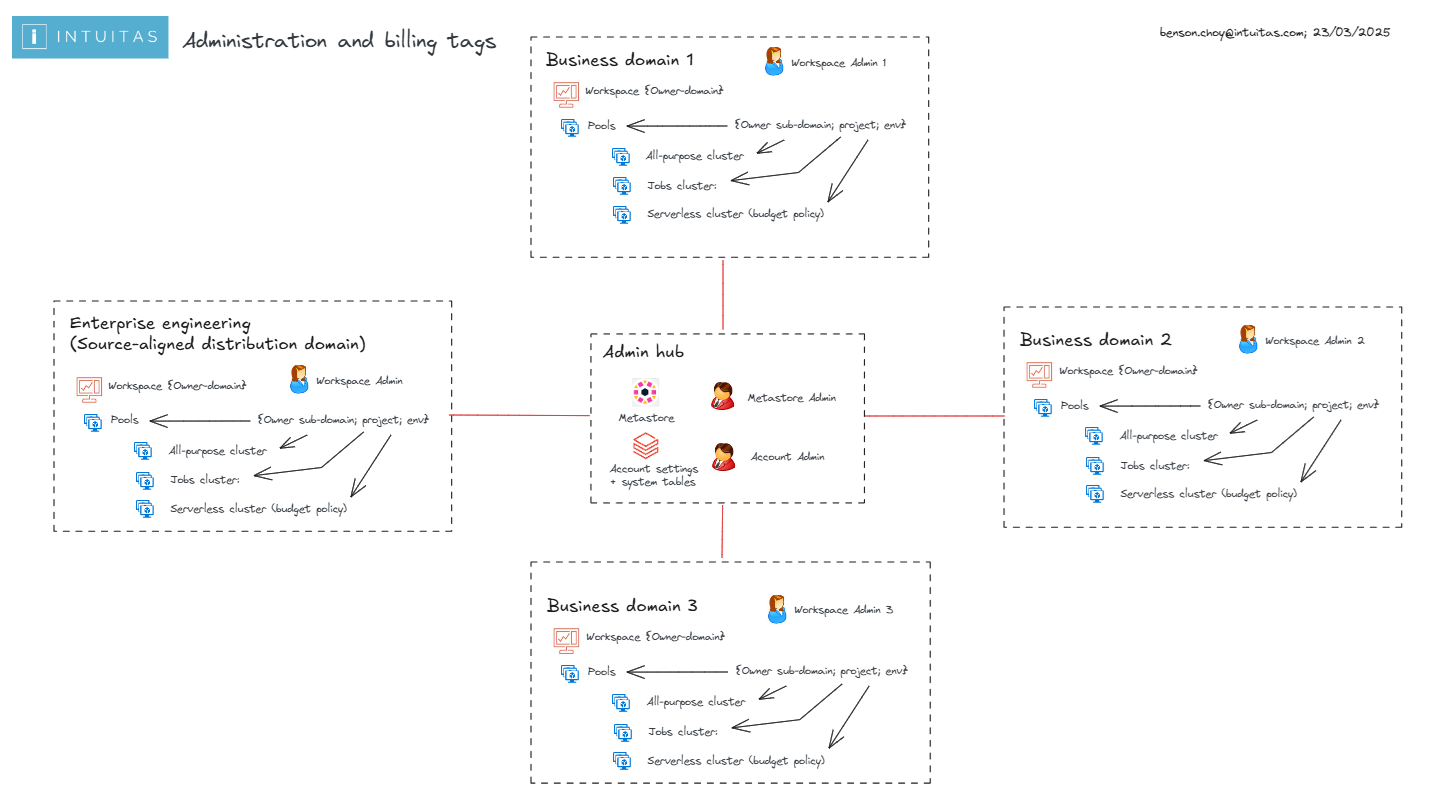 INTUITAS
Administration and billing tags
benson.choy@intuitas.com; 23/03/2025
Business domain 1
Workspace Admin 1
Workspace {Owner-domain}
Pools
{Owner sub-domain; project; env}
All-purpose cluster
Jobs cluster:
Serverless cluster (budget policy)
Enterprise engineering
(Source-aligned distribution domain)
Workspace Admin
Workspace {Owner-domain}
Pools
{Owner sub-domain; project; env}
All-purpose cluster
Jobs cluster:
Serverless cluster (budget policy)
Admin hub
Metastore
Metastore Admin
Account settings
+ system tables
Account Admin
Business domain 2
Workspace Admin 2
Workspace {Owner-domain}
Pools
{Owner sub-domain; project; env}
All-purpose cluster
Jobs cluster:
Serverless cluster (budget policy)
Business domain 3
Workspace Admin 3
Workspace {Owner-domain}
Pools
{Owner sub-domain; project; env}
All-purpose cluster
Jobs cluster:
Serverless cluster (budget policy)